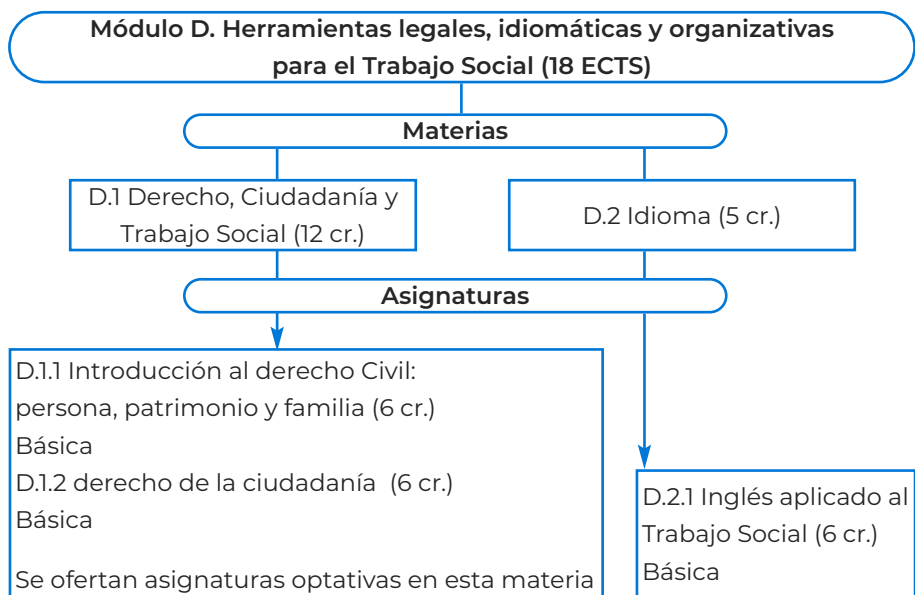 Módulo D. Herramientas legales, idiomáticas y organizativas
para el Trabajo Social (18 ECTS)
Materias
D.1 Derecho, Ciudadanía y
Trabajo Social (12 cr.)
D.2 Idioma (5 cr.)
Asignaturas
D.1.1 Introducción al derecho Civil:
persona, patrimonio y familia (6 cr.)
Básica
D.1.2 derecho de la ciudadanía (6 cr.)
Básica
Se ofertan asignaturas optativas en esta materia
D.2.1 Inglés aplicado al
Trabajo Social (6 cr.)
Básica